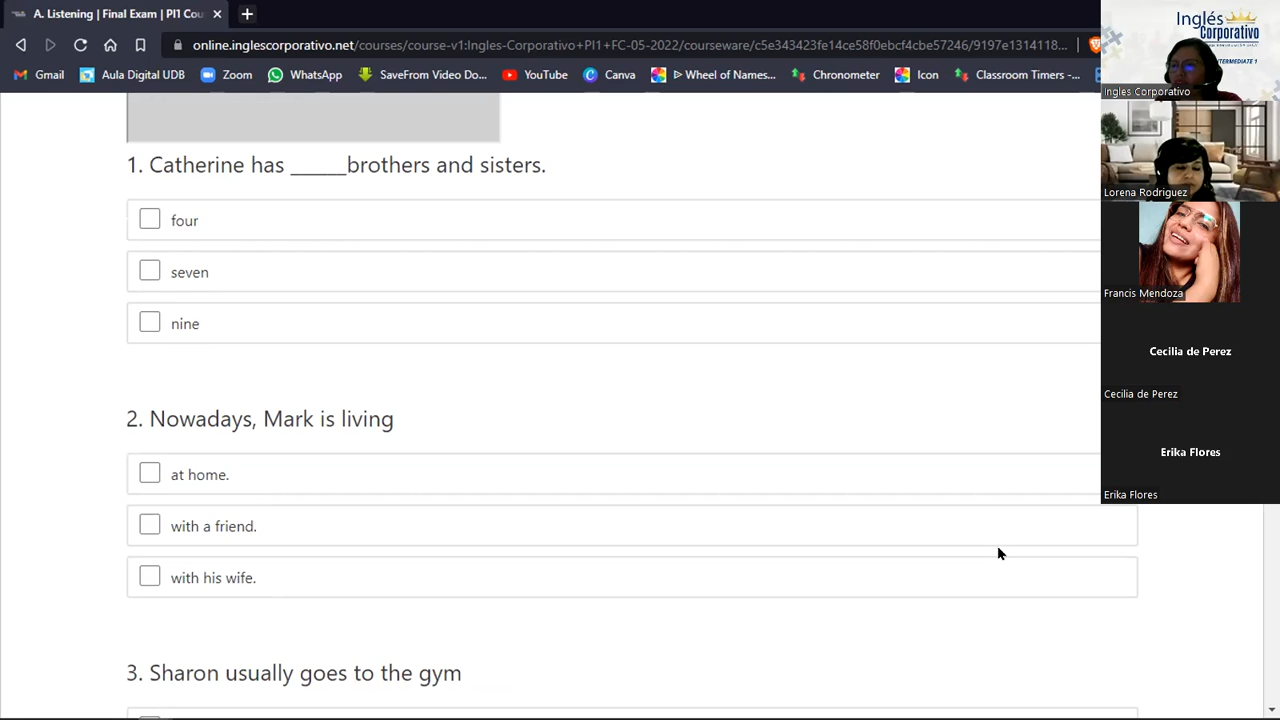 A. Listening | Final Exam | PI1 Cou
online.inglescorporativo.net/courses/course-v1:Ingles-Corporativo+PI1+FC-05-2022/courseware/c5e343423fe14ce58f0ebcf4cbe57246/9297e1314118...
Gmail Aula Digital UDB Zoom WhatsApp SaveFrom Video Do... YouTube Canva ⊳ Wheel of Names... Chronometer Icon Classroom Timers -...
Inglés
Corporativo
Ingles Corporativo
Lorena Rodriguez
Francis Mendoza
Cecilia de Perez
Cecilia de Perez
Erika Flores
Erika Flores
1. Catherine has ______brothers and sisters.
four
seven
nine
2. Nowadays, Mark is living
at home.
with a friend.
with his wife.
3. Sharon usually goes to the gym